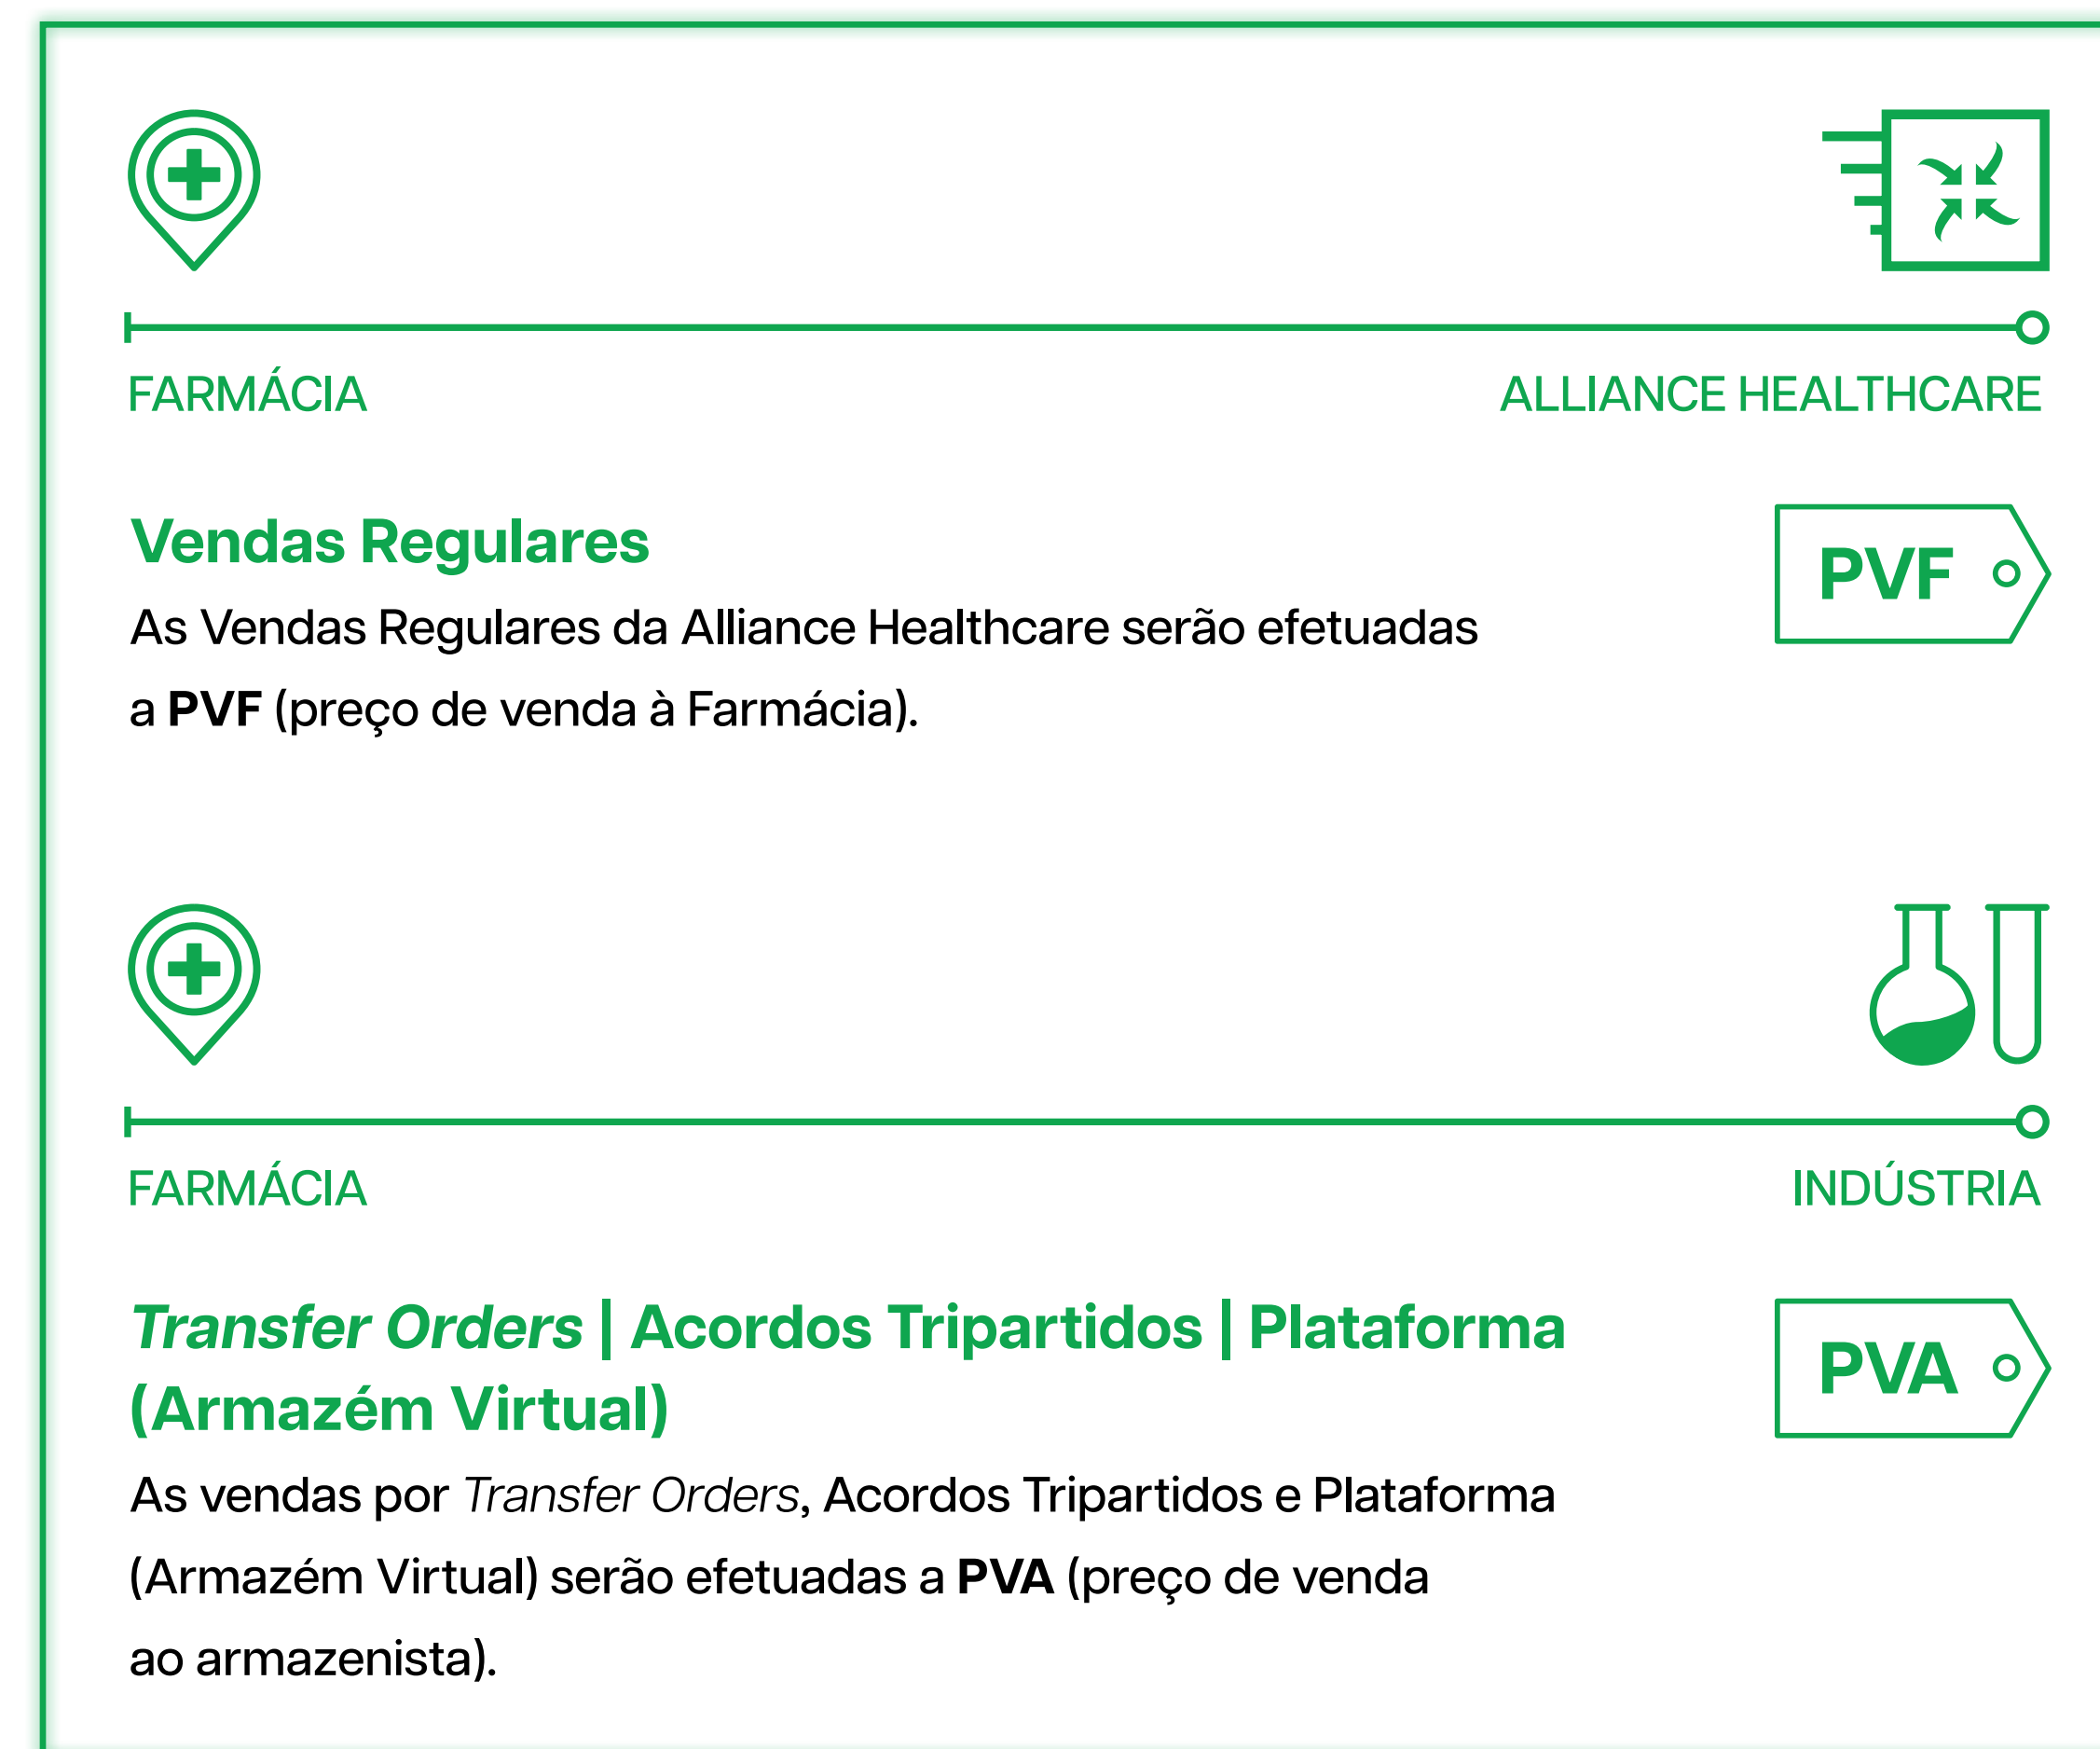 FARMÁCIA
ALLIANCE HEALTHCARE
Vendas Regulares
PVF
As Vendas Regulares da Alliance Healthcare serão efetuadas
a PVF (preço de venda à Farmácia).
FARMÁCIA
INDÚSTRIA
Transfer Orders | Acordos Tripartidos | Plataforma
(Armazém Virtual)
PVA
As vendas por Transfer Orders, Acordos Tripartidos e Plataforma
(Armazém Virtual) serão efetuadas a PVA (preço de venda
ao armazenista).